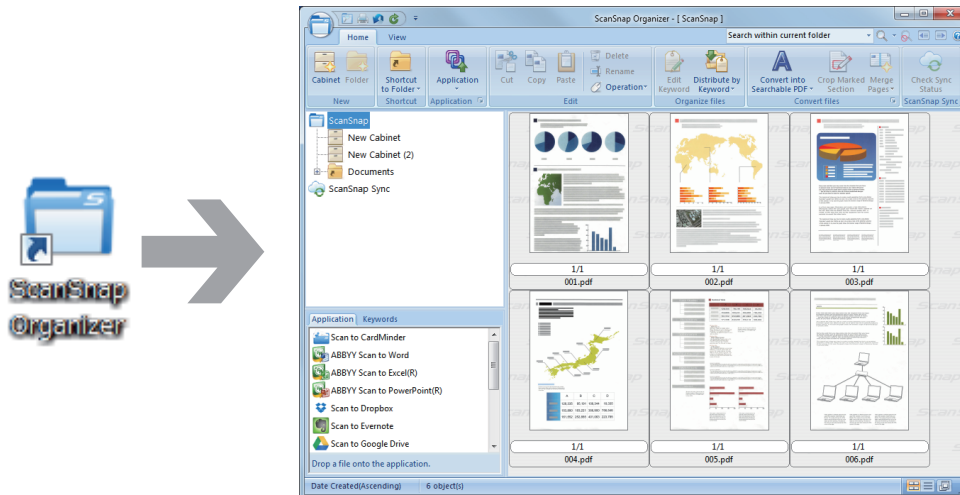 ScanSnap
Organizer
ScanSnap Organizer - [ ScanSnap ]
Home View
Search within current folder
Cabinet Folder
Shortcut
to Folder
Application
Cut Copy Paste
Delete
Rename
Operation
Edit
Keyword
Distribute by
Keyword
Convert into
Searchable PDF
Crop Marked
Section
Merge
Pages
Check Sync
Status
New Shortcut Application Edit Organize files Convert files ScanSnap Sync
ScanSnap
New Cabinet
New Cabinet (2)
Documents
ScanSnap Sync
1/1 1/1 1/1
001.pdf 002.pdf 003.pdf
Application Keywords
Scan to CardMinder
ABBYY Scan to Word
ABBYY Scan to Excel(R)
ABBYY Scan to PowerPoint(R)
Scan to Dropbox
Scan to Evernote
Scan to Google Drive
Drop a file onto the application.
1/1 1/1 1/1
004.pdf 005.pdf 006.pdf
Date Created(Ascending) 6 object(s)